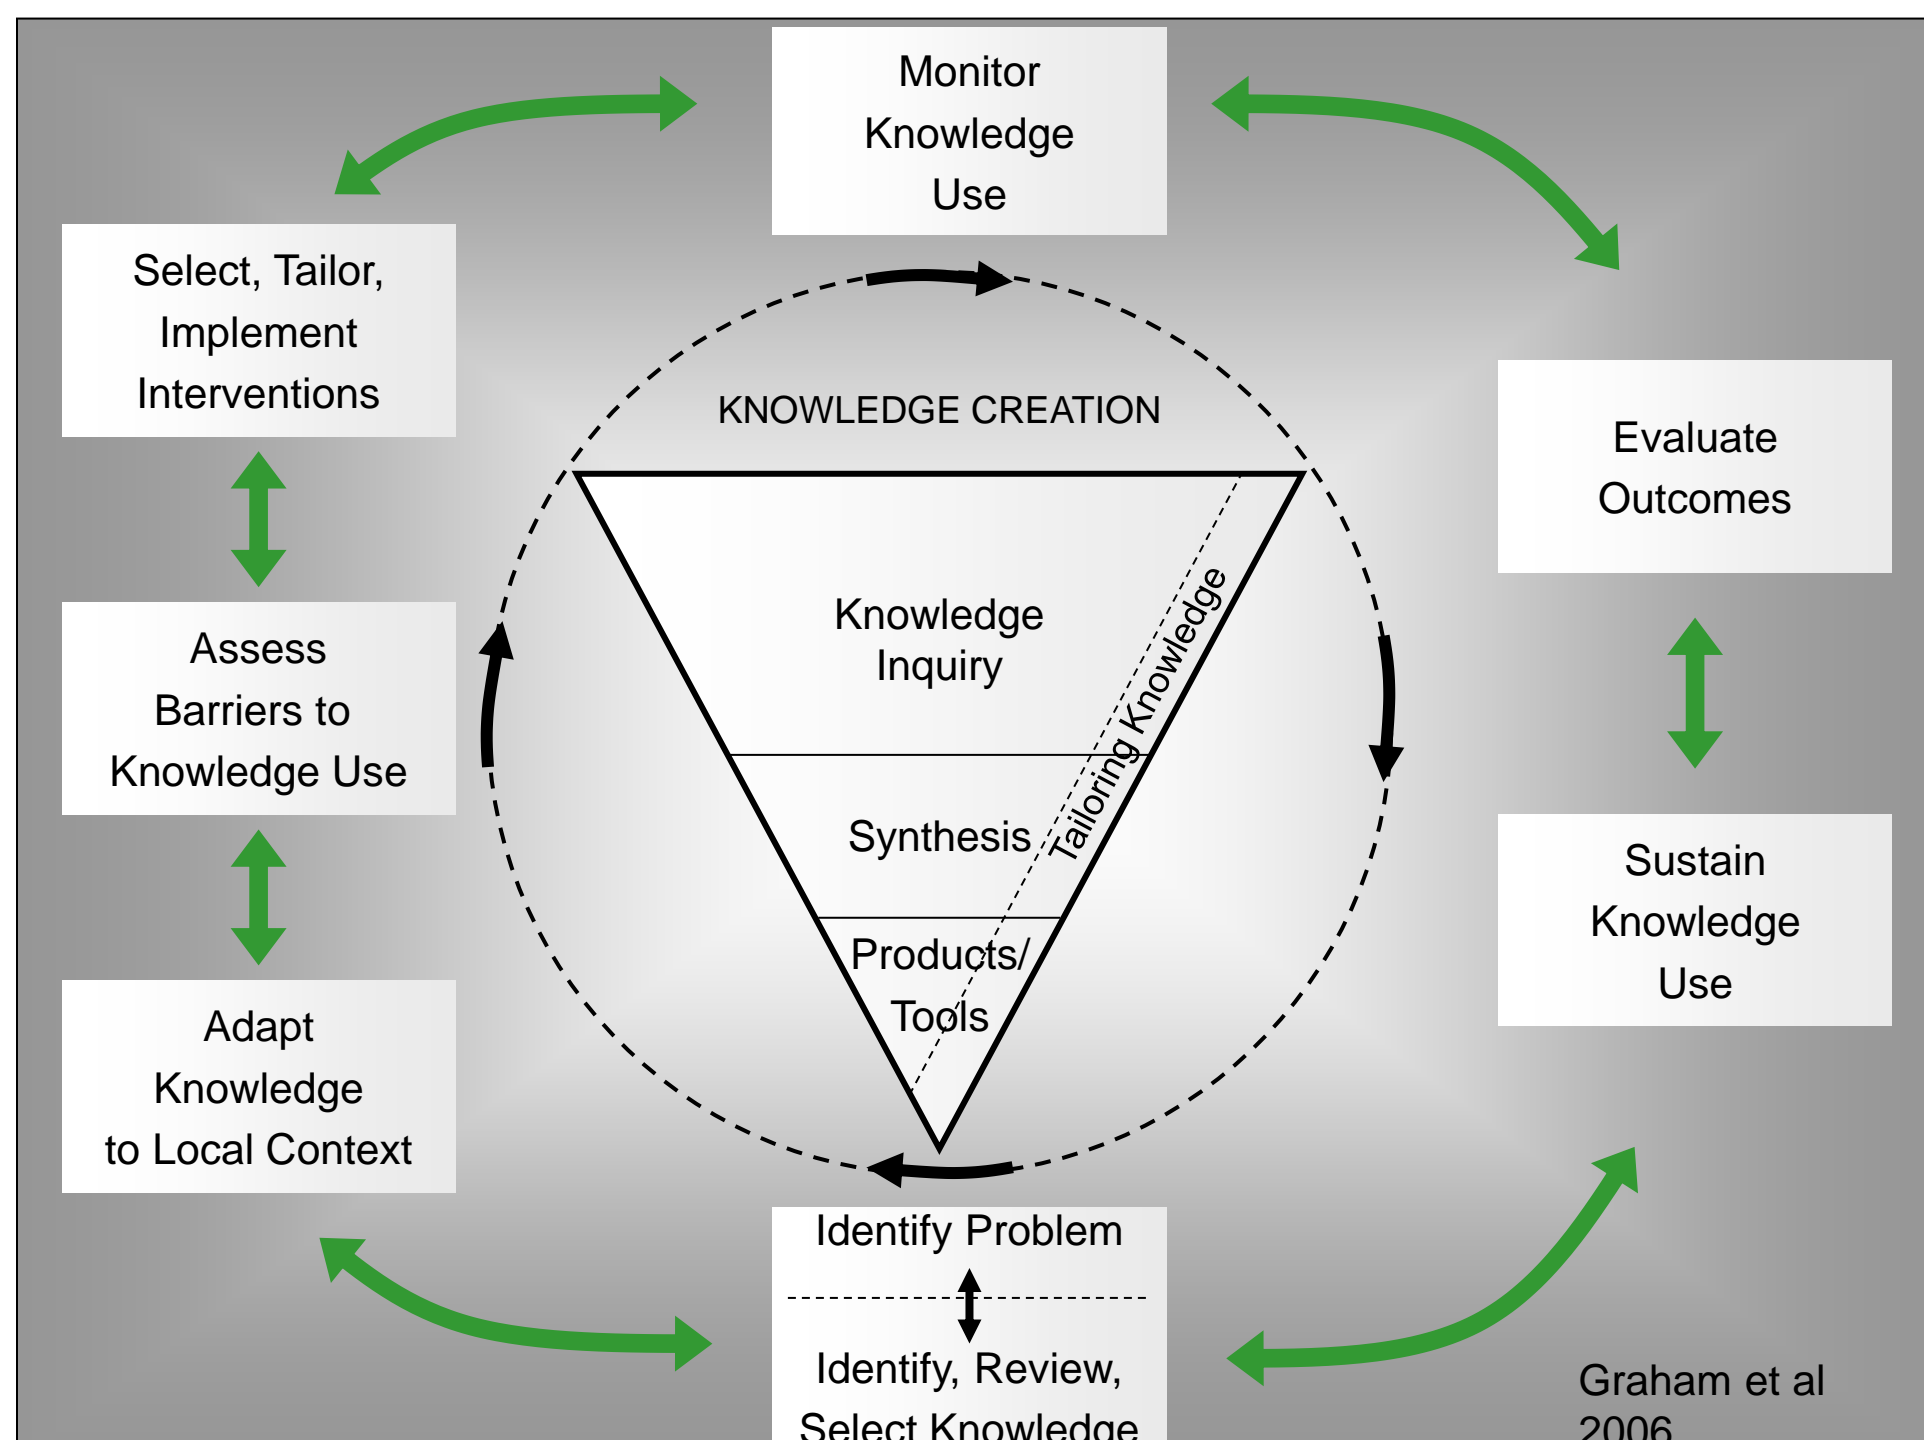 Monitor
Knowledge
Use
Select, Tailor,
Implement
Interventions
KNOWLEDGE CREATION
Evaluate
Outcomes
Knowledge
Inquiry
Tailoring Knowledge
Assess
Barriers to
Knowledge Use
Synthesis
Sustain
Knowledge
Use
Products/
Tools
Adapt
Knowledge
to Local Context
Identify Problem
Identify, Review,
Select Knowledge
Graham et al
2006